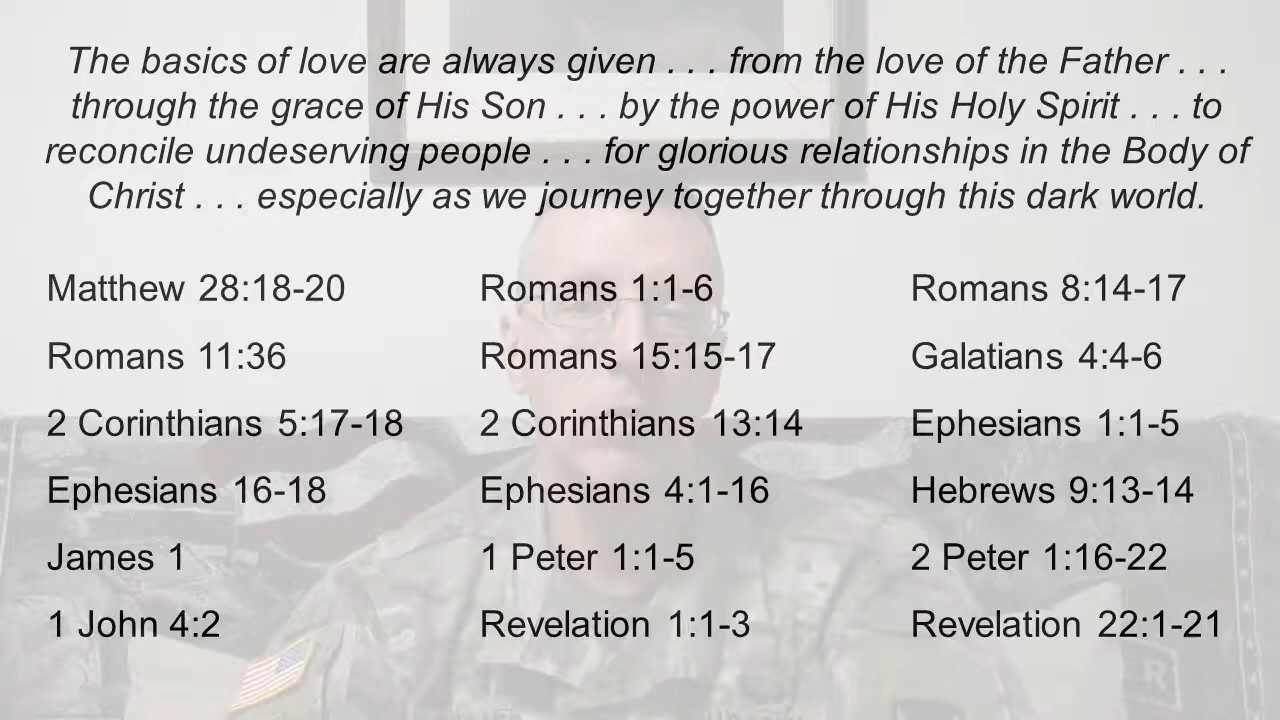 The basics of love are always given . . . from the love of the Father . . .
through the grace of His Son . . . by the power of His Holy Spirit . . . to
reconcile undeserving people . . . for glorious relationships in the Body of
Christ . . . especially as we journey together through this dark world.
Matthew 28:18-20 Romans 1:1-6 Romans 8:14-17
Romans 11:36 Romans 15:15-17 Galatians 4:4-6
2 Corinthians 5:17-18 2 Corinthians 13:14 Ephesians 1:1-5
Ephesians 16-18 Ephesians 4:1-16 Hebrews 9:13-14
James 1 1 Peter 1:1-5 2 Peter 1:16-22
1 John 4:2 Revelation 1:1-3 Revelation 22:1-21